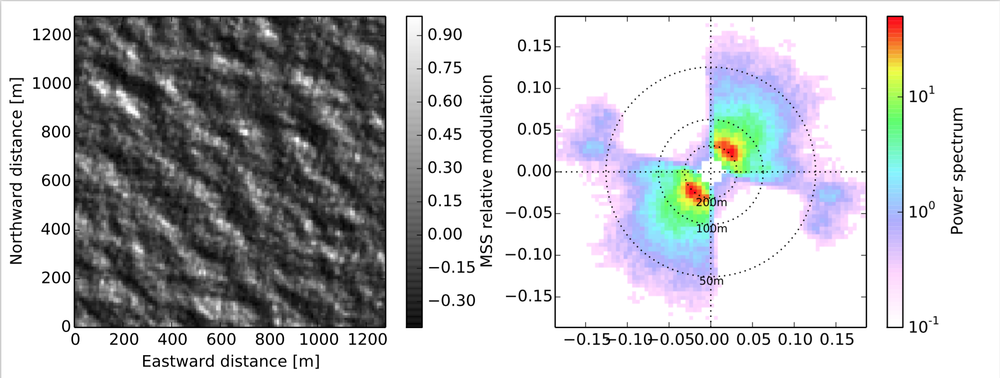 1200
1000
800
600
400
200
0
Northward distance [m]
0 200 400 600 800 1000 1200
Eastward distance [m]
0.90
0.75
0.60
0.45
0.30
0.15
0.00
−0.15
−0.30
MSS relative modulation
0.15
0.10
0.05
0.00
−0.05
−0.10
−0.15
200m
100m
50m
−0.15 −0.10 −0.05 0.00 0.05 0.10 0.15
10^1
10^0
10^-1
Power spectrum